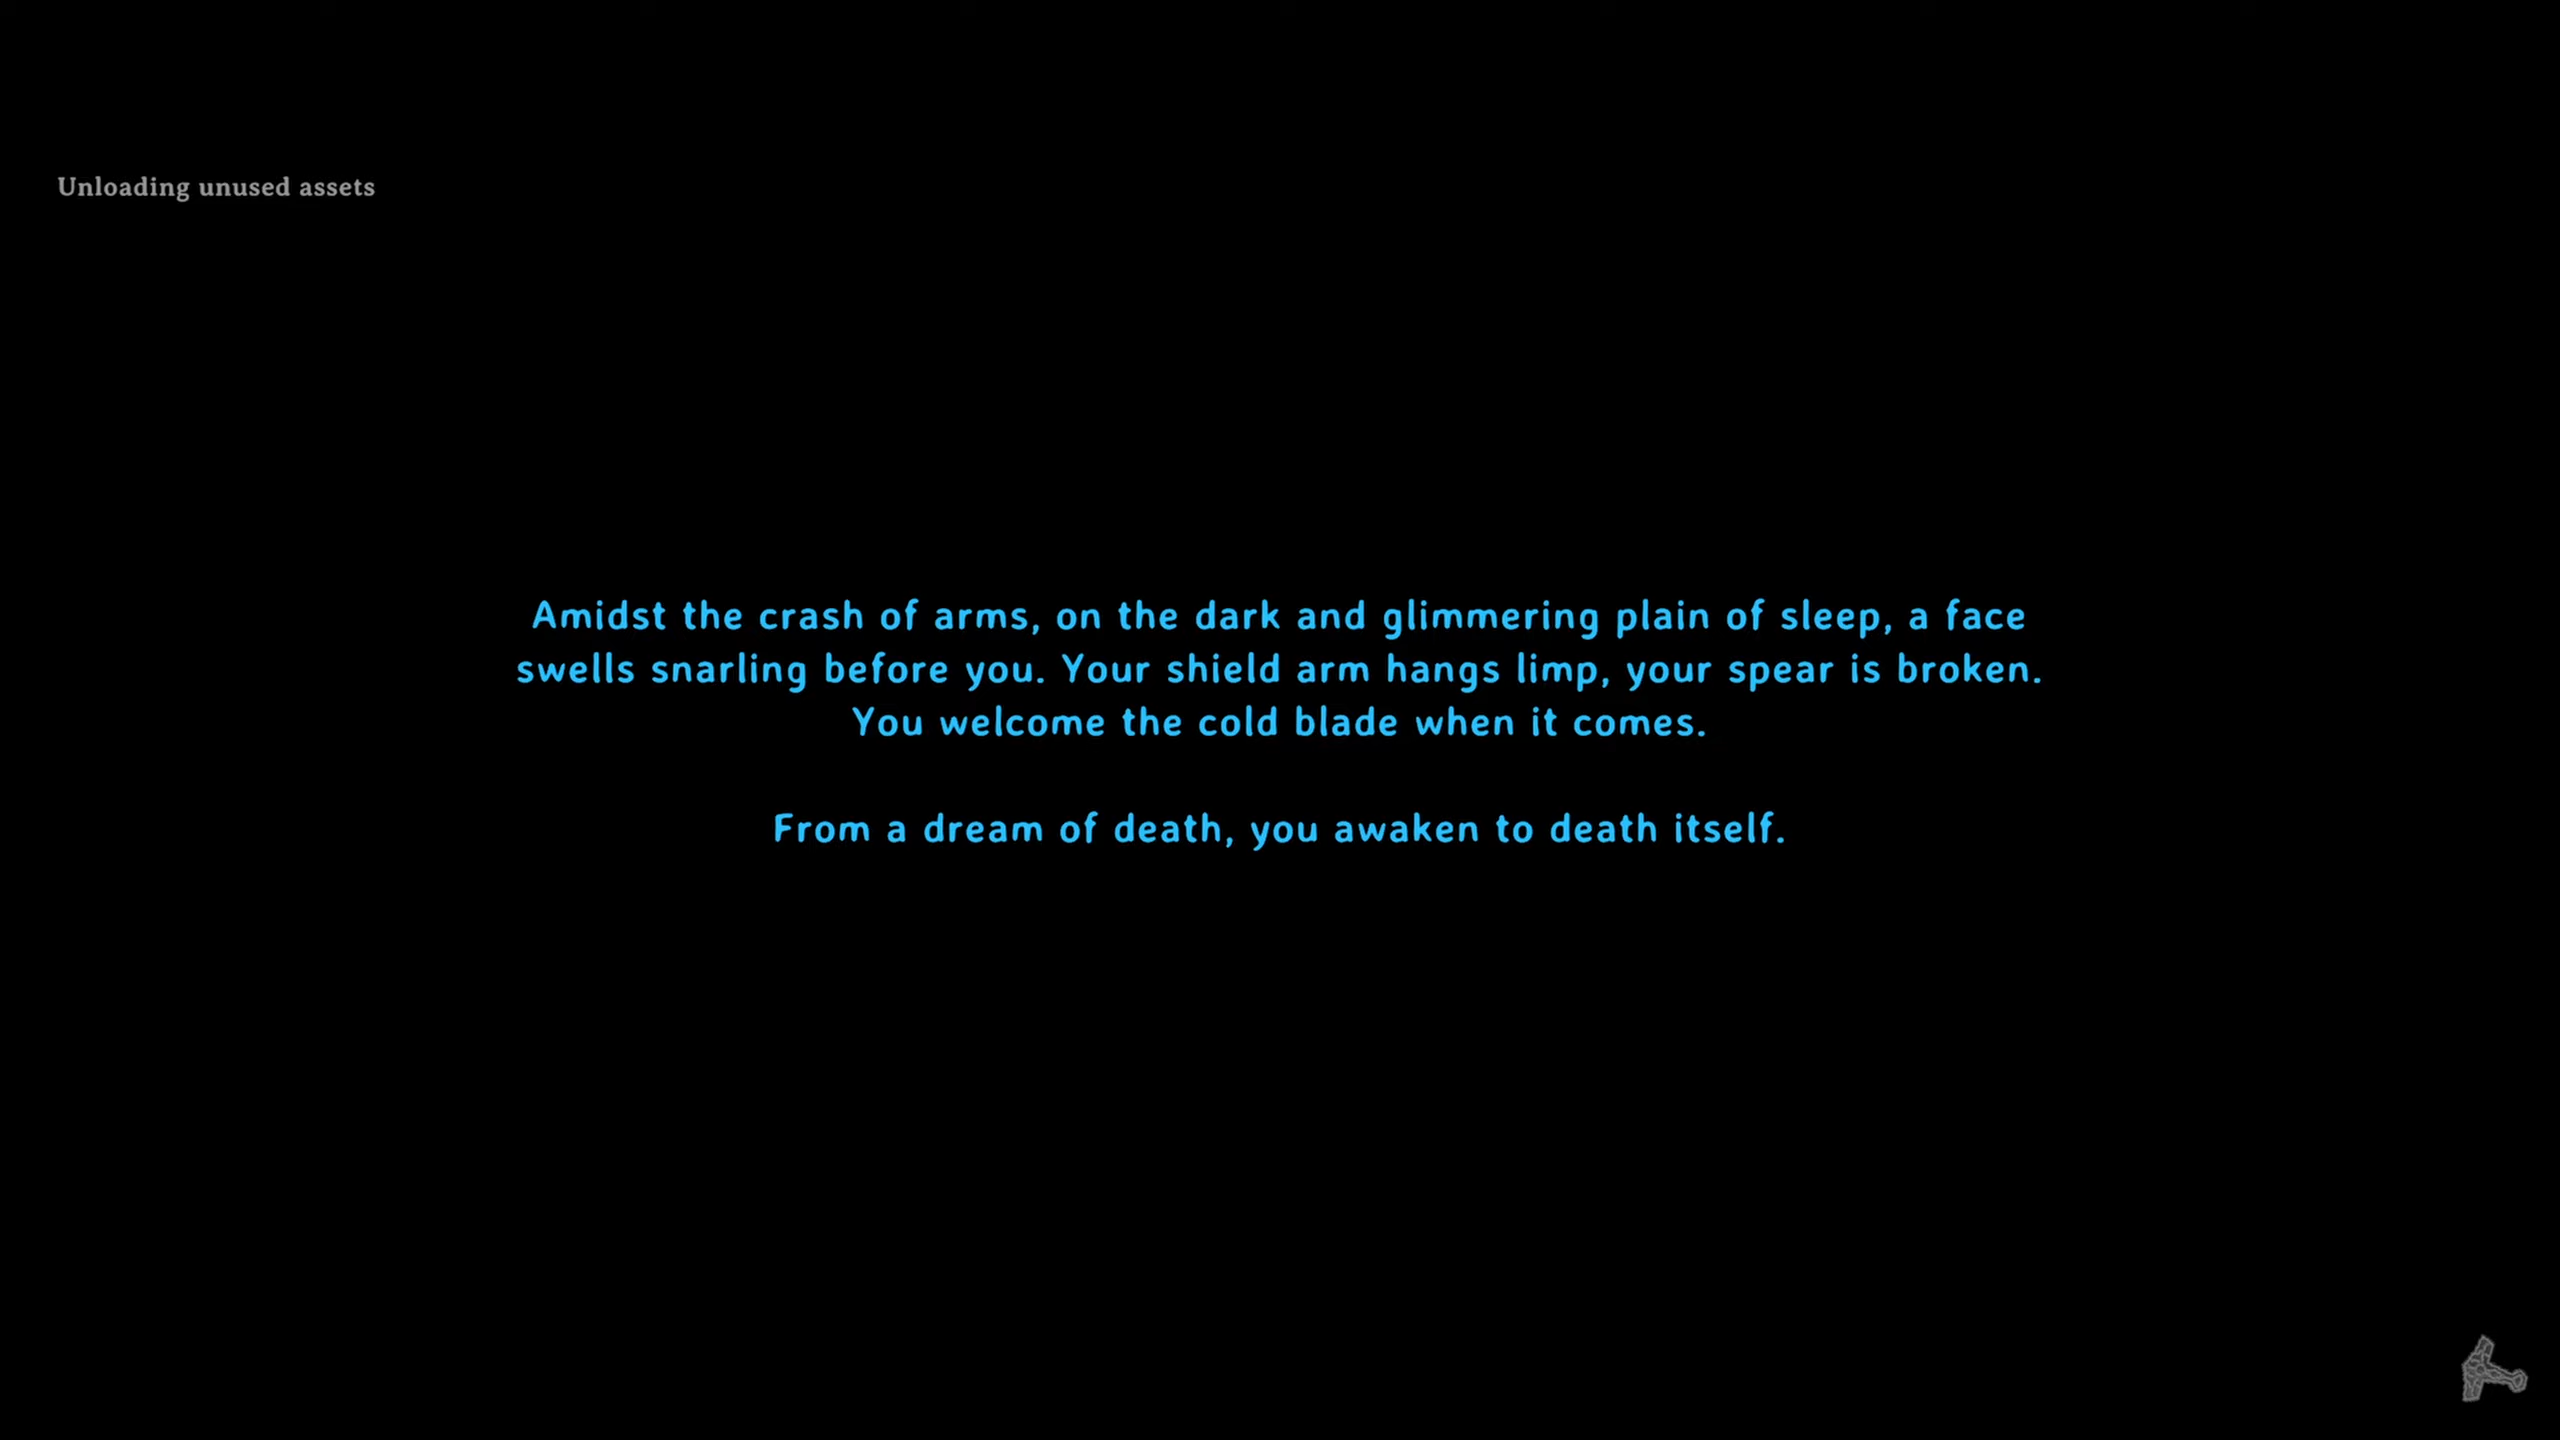 Unloading unused assets
Amidst the crash of arms, on the dark and glimmering plain of sleep, a face
swells snarling before you. Your shield arm hangs limp, your spear is broken.
You welcome the cold blade when it comes.
From a dream of death, you awaken to death itself.